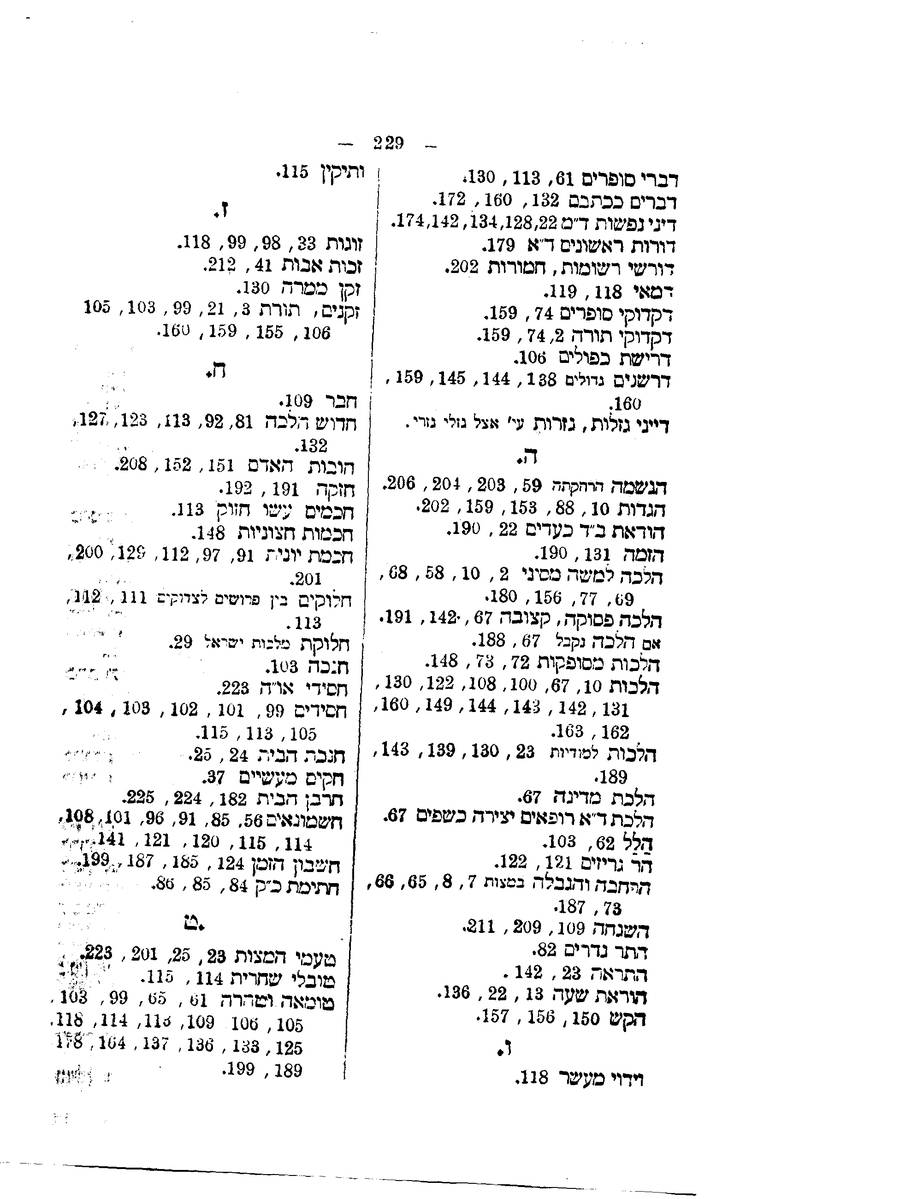 — 229 —
דברי סופרים 61, 113, 130.
דברים ככתבם 132, 160, 172.
דיני נפשות ד״מ 22,128,134,142,174.
דורות ראשונים ד״א 179.
דורשי רשומות, חמורות 202.
דמאי 118, 119.
דקדוקי סופרים 74, 159.
דקדוקי תורה 2, 74, 159.
דרישת כפולים 106.
דרשנים גדולים 138, 144, 145, 159,
160.
דייני גזלות, גזרות עי׳ אצל גוזלי גוזרי.
ה.
הגשמה הרחקתה 59, 203, 204, 206.
הגדות 10, 88, 153, 159, 202.
הוראת ב״ד כעדים 22, 190.
הזמה 131, 190.
הלכה למשה מסיני 2, 10, 58, 68,
69, 77, 156, 180.
הלכה פסוקה, קצובה 67, 142, 191.
אם הלכה נקבל 67, 188.
הלכות מסופקות 72, 73, 148.
הלכות 10, 67, 100, 108, 122, 130,
131, 142, 143, 144, 149, 160,
162, 163.
הלכות למודיות 23, 130, 139, 143,
189.
הלכת מדינה 67.
הלכת ד״א רופאים יצירה כשפים 67.
הלל 62, 103.
הר גריזים 121, 122.
הרחבה והגבלה במצות 7, 8, 65, 66,
73, 187.
השגחה 109, 209, 211.
התר נדרים 82.
התראה 23, 142.
הוראת שעה 13, 22, 136.
הקש 150, 156, 157.
ו.
וידוי מעשר 118.
ותיקין 115.
ז.
זוגות 33, 98, 99, 118.
זכות אבות 41, 212.
זקן ממרה 130.
זקנים, תורת 3, 21, 99, 103, 105
106, 155, 159, 160.
ח.
חבר 109.
חדוש הלכה 81, 92, 113, 123, 127,
132.
חובות האדם 151, 152, 208.
חזקה 191, 192.
חכמים עשו חזוק 113.
חכמות חצוניות 148.
חכמת יונית 91, 97, 112, 129, 200,
201.
חלוקים בין פרושים לצדוקים 111, 112,
113.
חלוקת מלכות ישראל 29.
חנכה 103.
חסידי או״ה 223.
חסידים 99, 101, 102, 103, 104,
105, 113, 115.
חנכת הבית 24, 25.
חקים מעשיים 37.
חרבן הבית 182, 224, 225.
חשמונאים 56, 85, 91, 96, 101, 108,
114, 115, 120, 121, 141.
חשבון הזמן 124, 185, 187, 199.
חתימת כ״ק 84, 85, 86.
ט.
טעמי המצות 23, 25, 201, 223.
טובלי שחרית 114, 115.
טומאה וטהרה 61, 65, 99, 103,
105, 106 109, 113, 114, 118.
125, 133, 136, 137, 164, 178,
189, 199.